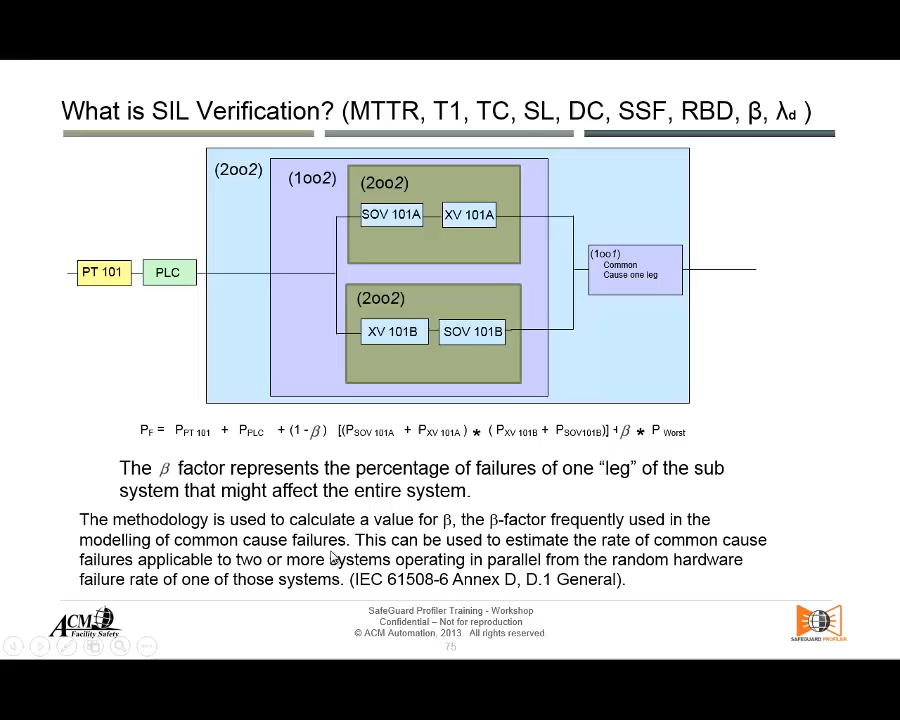 What is SIL Verification? (MTTR, T1, TC, SL, DC, SSF, RBD, β, λd )
(2oo2)
(1oo2)
(2oo2)
SOV 101A
XV 101A
(1oo1)
Common
Cause one leg
PT 101
PLC
(2oo2)
XV 101B
SOV 101B
PF = PPT 101 + PPLC + (1 - β) [(PSOV 101A + PXV 101A ) * ( PXV 101B + PSOV101B)] + β * P Worst
The β factor represents the percentage of failures of one “leg” of the sub
system that might affect the entire system.
The methodology is used to calculate a value for β, the β-factor frequently used in the
modelling of common cause failures. This can be used to estimate the rate of common cause
failures applicable to two or more systems operating in parallel from the random hardware
failure rate of one of those systems. (IEC 61508-6 Annex D, D.1 General).
ACM
Facility Safety
SafeGuard Profiler Training - Workshop
Confidential – Not for reproduction
© ACM Automation, 2013. All rights reserved.
75
SAFEGUARD PROFILER